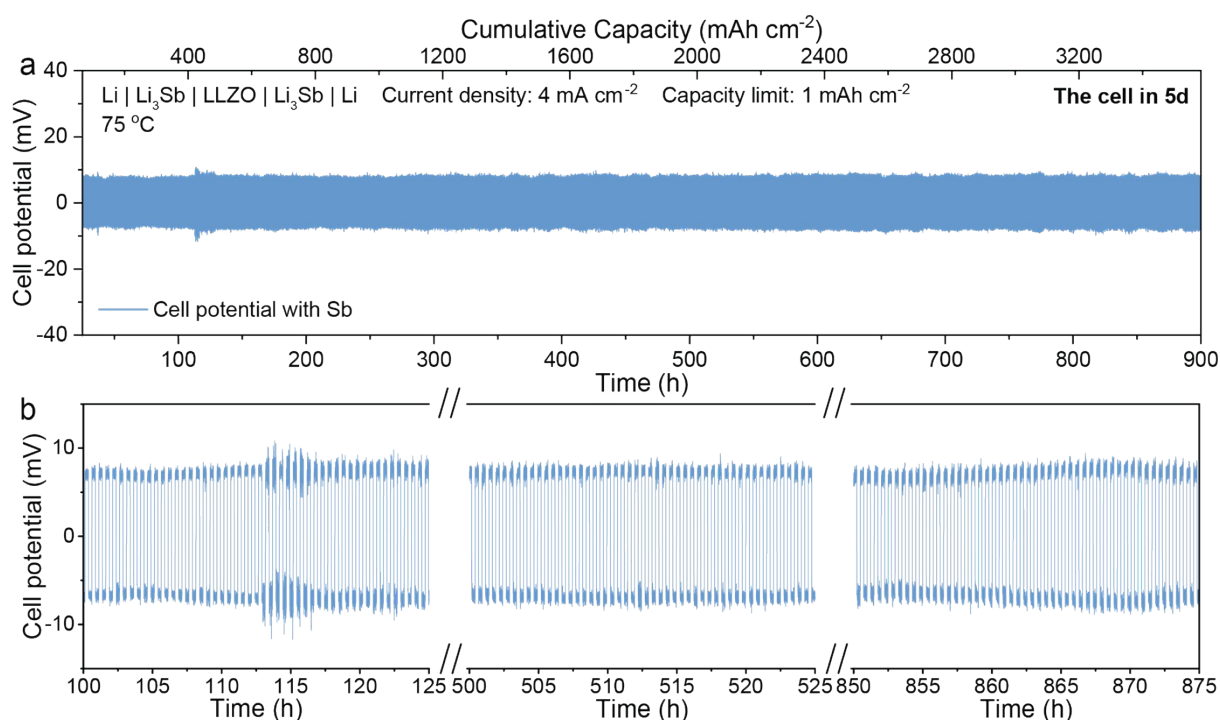 Cumulative Capacity (mAh cm⁻²)
400 800 1200 1600 2000 2400 2800 3200
a
Li | Li₃Sb | LLZO | Li₃Sb | Li Current density: 4 mA cm⁻² Capacity limit: 1 mAh cm⁻² The cell in 5d
75 °C
Cell potential (mV)
40
20
0
-20
-40
Cell potential with Sb
100 200 300 400 500 600 700 800 900
Time (h)
b
Cell potential (mV)
10
0
-10
100 105 110 115 120 125 500 505 510 515 520 525 850 855 860 865 870 875
Time (h) Time (h) Time (h)